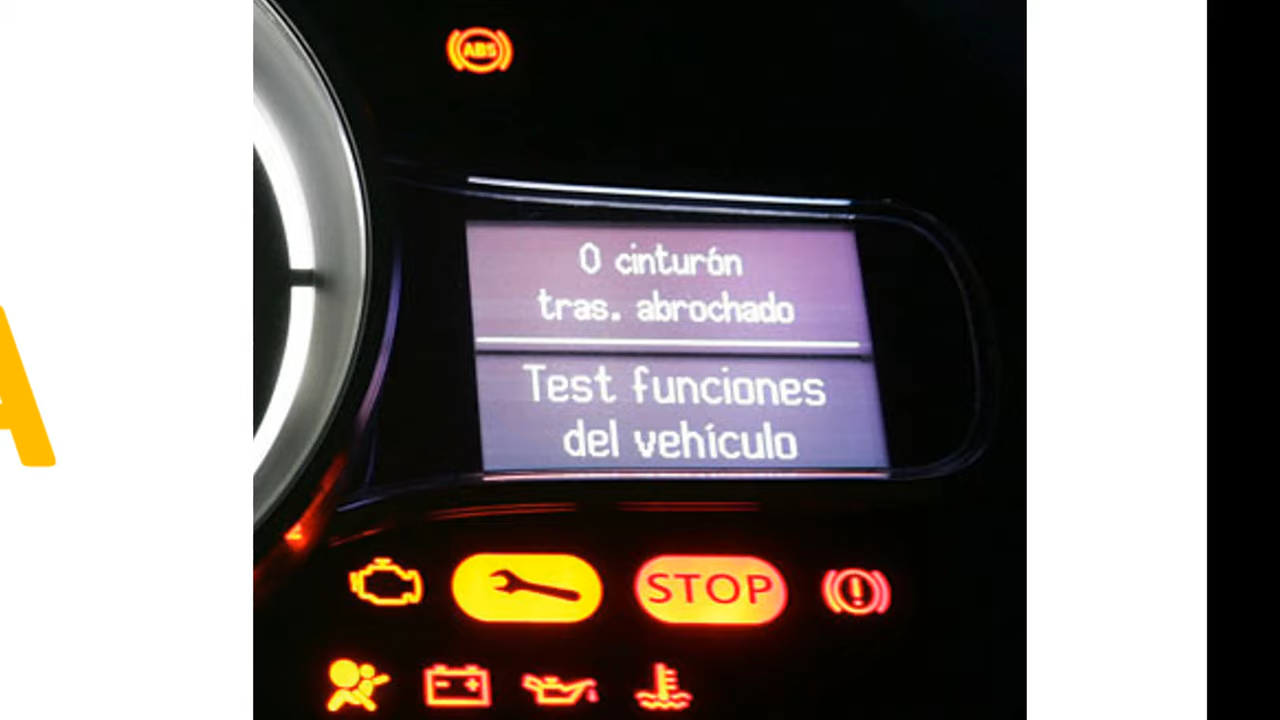 ABS
0 cinturón
tras. abrochado
Test funciones
del vehículo
STOP
A